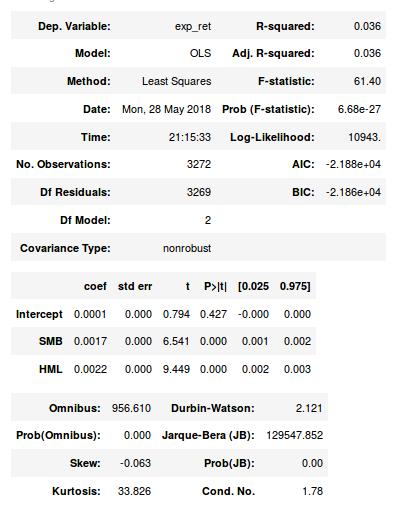 Dep. Variable: exp_ret R-squared: 0.036
Model: OLS Adj. R-squared: 0.036
Method: Least Squares F-statistic: 61.40
Date: Mon, 28 May 2018 Prob (F-statistic): 6.68e-27
Time: 21:15:33 Log-Likelihood: 10943.
No. Observations: 3272 AIC: -2.188e+04
Df Residuals: 3269 BIC: -2.186e+04
Df Model: 2
Covariance Type: nonrobust
coef std err t P>|t| [0.025 0.975]
Intercept 0.0001 0.000 0.794 0.427 -0.000 0.000
SMB 0.0017 0.000 6.541 0.000 0.001 0.002
HML 0.0022 0.000 9.449 0.000 0.002 0.003
Omnibus: 956.610 Durbin-Watson: 2.121
Prob(Omnibus): 0.000 Jarque-Bera (JB): 129547.852
Skew: -0.063 Prob(JB): 0.00
Kurtosis: 33.826 Cond. No. 1.78